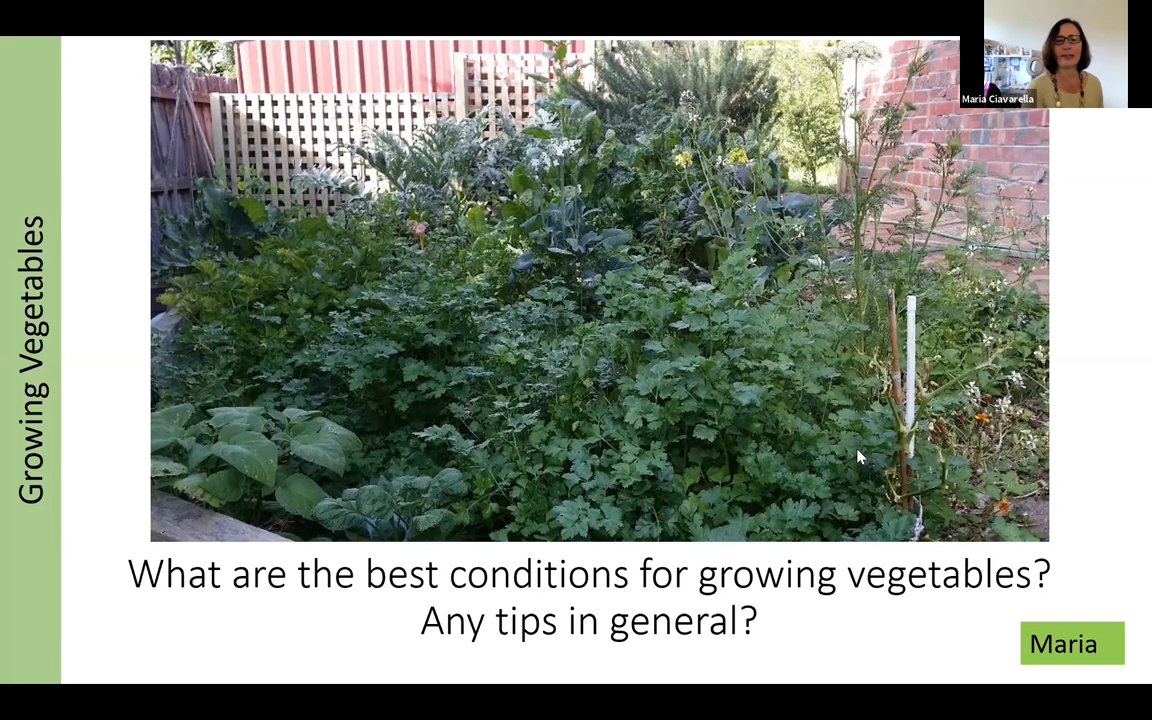 Maria Ciavarella
Growing Vegetables
What are the best conditions for growing vegetables?
Any tips in general?
Maria